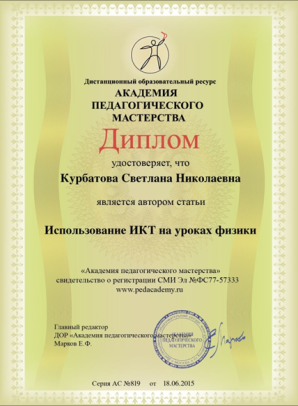 Дистанционный образовательный ресурс
АКАДЕМИЯ
ПЕДАГОГИЧЕСКОГО
МАСТЕРСТВА
Диплом
удостоверяет, что
Курбатова Светлана Николаевна
является автором статьи
Использование ИКТ на уроках физики
«Академия педагогического мастерства»
свидетельство о регистрации СМИ Эл №ФС77-57333
www.pedacademy.ru
Главный редактор
ДОР «Академия педагогического мастерства»
Марков Е.Ф.
ПЕДАГОГИЧЕСКОГО
МАСТЕРСТВА
Серия АС №819 от 18.06.2015